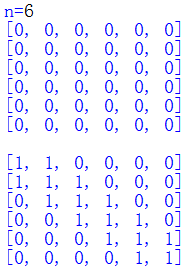 n=6
[0, 0, 0, 0, 0, 0]
[0, 0, 0, 0, 0, 0]
[0, 0, 0, 0, 0, 0]
[0, 0, 0, 0, 0, 0]
[0, 0, 0, 0, 0, 0]
[0, 0, 0, 0, 0, 0]

[1, 1, 0, 0, 0, 0]
[1, 1, 1, 0, 0, 0]
[0, 1, 1, 1, 0, 0]
[0, 0, 1, 1, 1, 0]
[0, 0, 0, 1, 1, 1]
[0, 0, 0, 0, 1, 1]